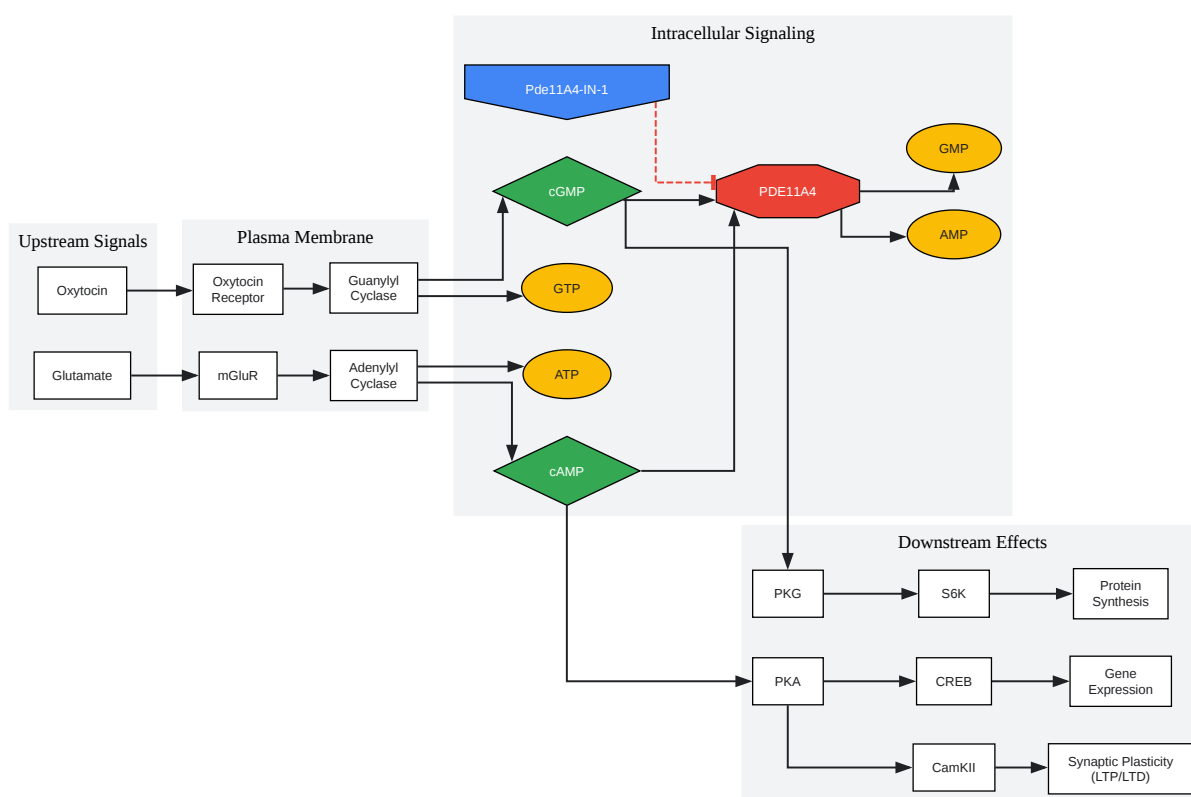 Intracellular Signaling
Pde11A4-IN-1
cGMP
PDE11A4
GMP
AMP
GTP
ATP
cAMP
Upstream Signals
Oxytocin
Glutamate
Plasma Membrane
Oxytocin
Receptor
Guanylyl
Cyclase
mGluR
Adenylyl
Cyclase
Downstream Effects
PKG
S6K
Protein
Synthesis
PKA
CREB
Gene
Expression
CamKII
Synaptic Plasticity
(LTP/LTD)